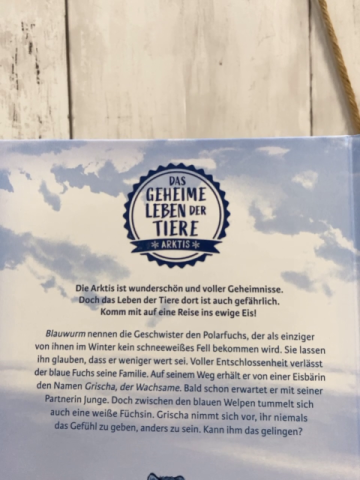 DAS
GEHEIME
LEBEN DER
TIERE
* ARKTIS *
Die Arktis ist wunderschön und voller Geheimnisse.
Doch das Leben der Tiere dort ist auch gefährlich.
Komm mit auf eine Reise ins ewige Eis!
Blauwurm nennen die Geschwister den Polarfuchs, der als einziger
von ihnen im Winter kein schneeweißes Fell bekommen wird. Sie lassen
ihn glauben, dass er weniger wert sei. Voller Entschlossenheit verlässt
der blaue Fuchs seine Familie. Auf seinem Weg erhält er von einer Eisbärin
den Namen Grischa, der Wachsame. Bald schon erwartet er mit seiner
Partnerin Junge. Doch zwischen den blauen Welpen tummelt sich
auch eine weiße Füchsin. Grischa nimmt sich vor, ihr niemals
das Gefühl zu geben, anders zu sein. Kann ihm das gelingen?